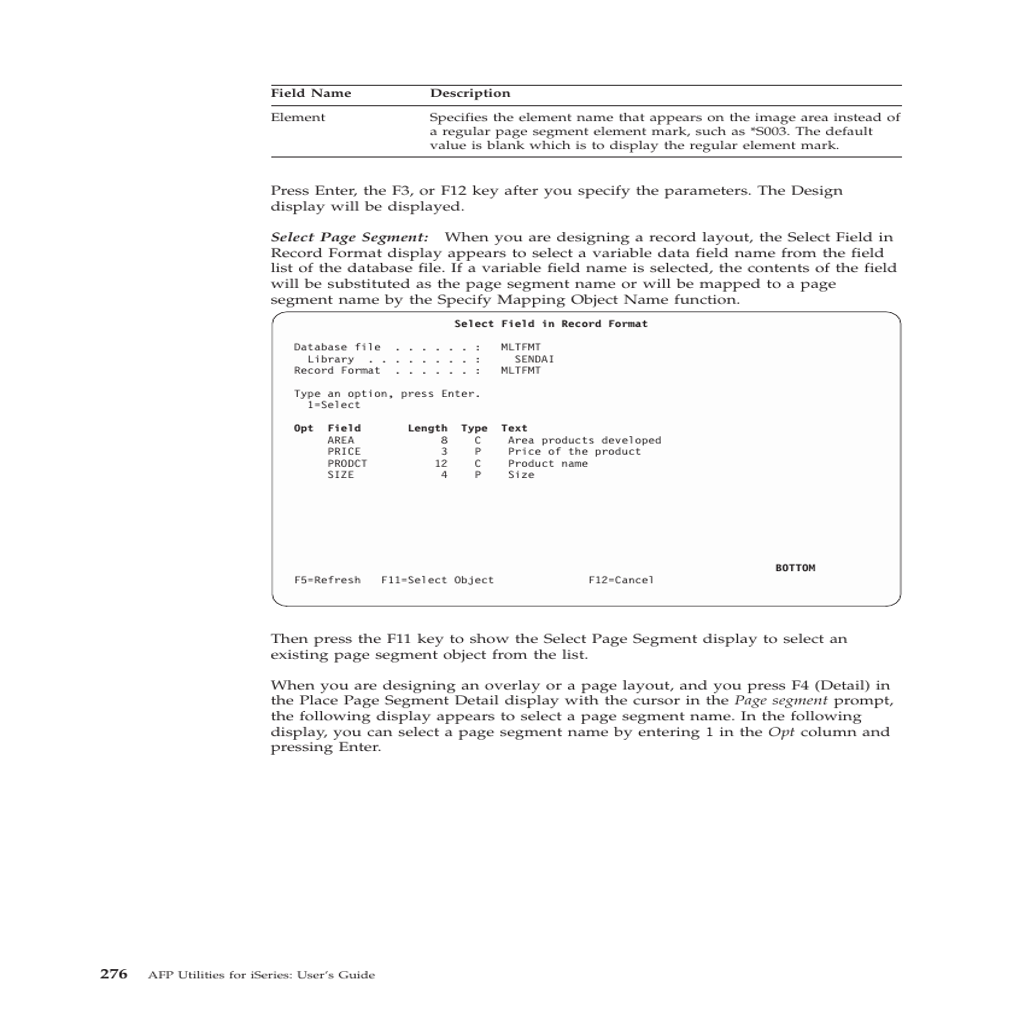 Field Name Description
Element Specifies the element name that appears on the image area instead of
a regular page segment element mark, such as *S003. The default
value is blank which is to display the regular element mark.
Press Enter, the F3, or F12 key after you specify the parameters. The Design
display will be displayed.
Select Page Segment: When you are designing a record layout, the Select Field in
Record Format display appears to select a variable data field name from the field
list of the database file. If a variable field name is selected, the contents of the field
will be substituted as the page segment name or will be mapped to a page
segment name by the Specify Mapping Object Name function.
Select Field in Record Format
Database file . . . . . . : MLTFMT
Library . . . . . . . . : SENDAI
Record Format . . . . . . : MLTFMT
Type an option, press Enter.
1=Select
Opt Field Length Type Text
AREA 8 C Area products developed
PRICE 3 P Price of the product
PRODCT 12 C Product name
SIZE 4 P Size
BOTTOM
F5=Refresh F11=Select Object F12=Cancel
Then press the F11 key to show the Select Page Segment display to select an
existing page segment object from the list.
When you are designing an overlay or a page layout, and you press F4 (Detail) in
the Place Page Segment Detail display with the cursor in the Page segment prompt,
the following display appears to select a page segment name. In the following
display, you can select a page segment name by entering 1 in the Opt column and
pressing Enter.
276 AFP Utilities for iSeries: User's Guide